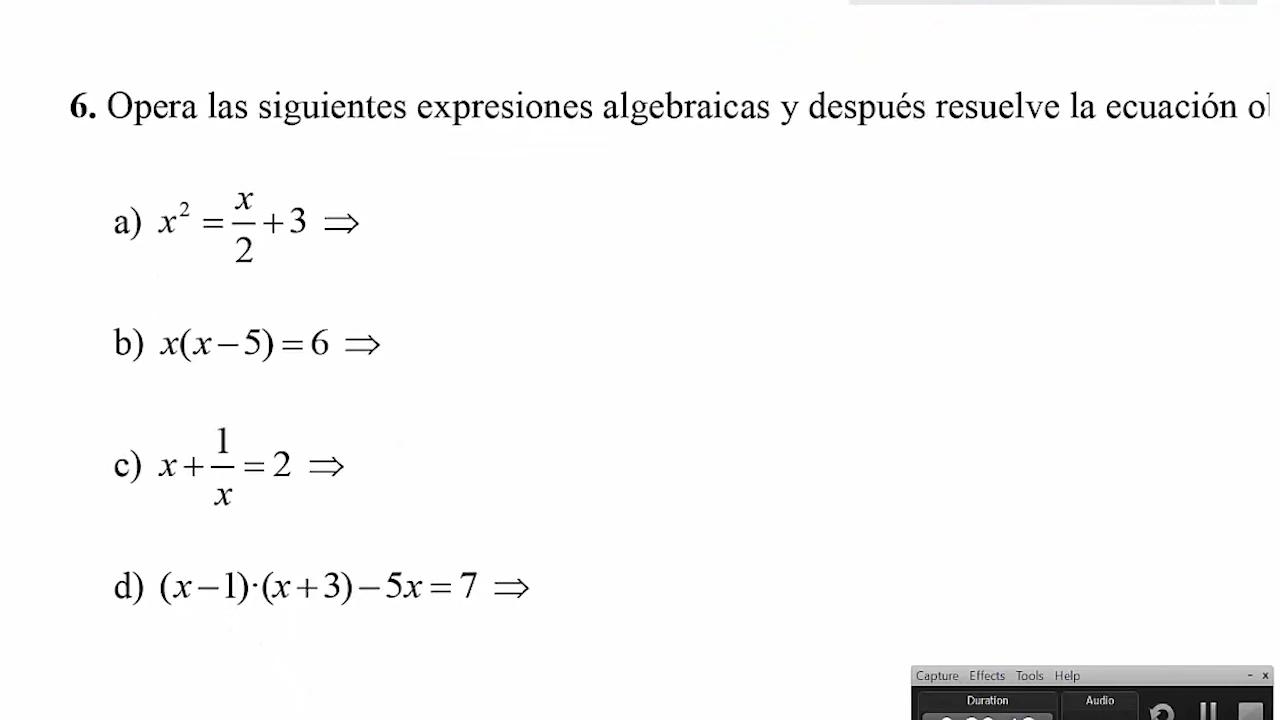 6. Opera las siguientes expresiones algebraicas y después resuelve la ecuación
a) x² = x/2 + 3 ⇒
b) x(x − 5) = 6 ⇒
c) x + 1/x = 2 ⇒
d) (x − 1)·(x + 3) − 5x = 7 ⇒
Capture Effects Tools Help - x
Duration Audio